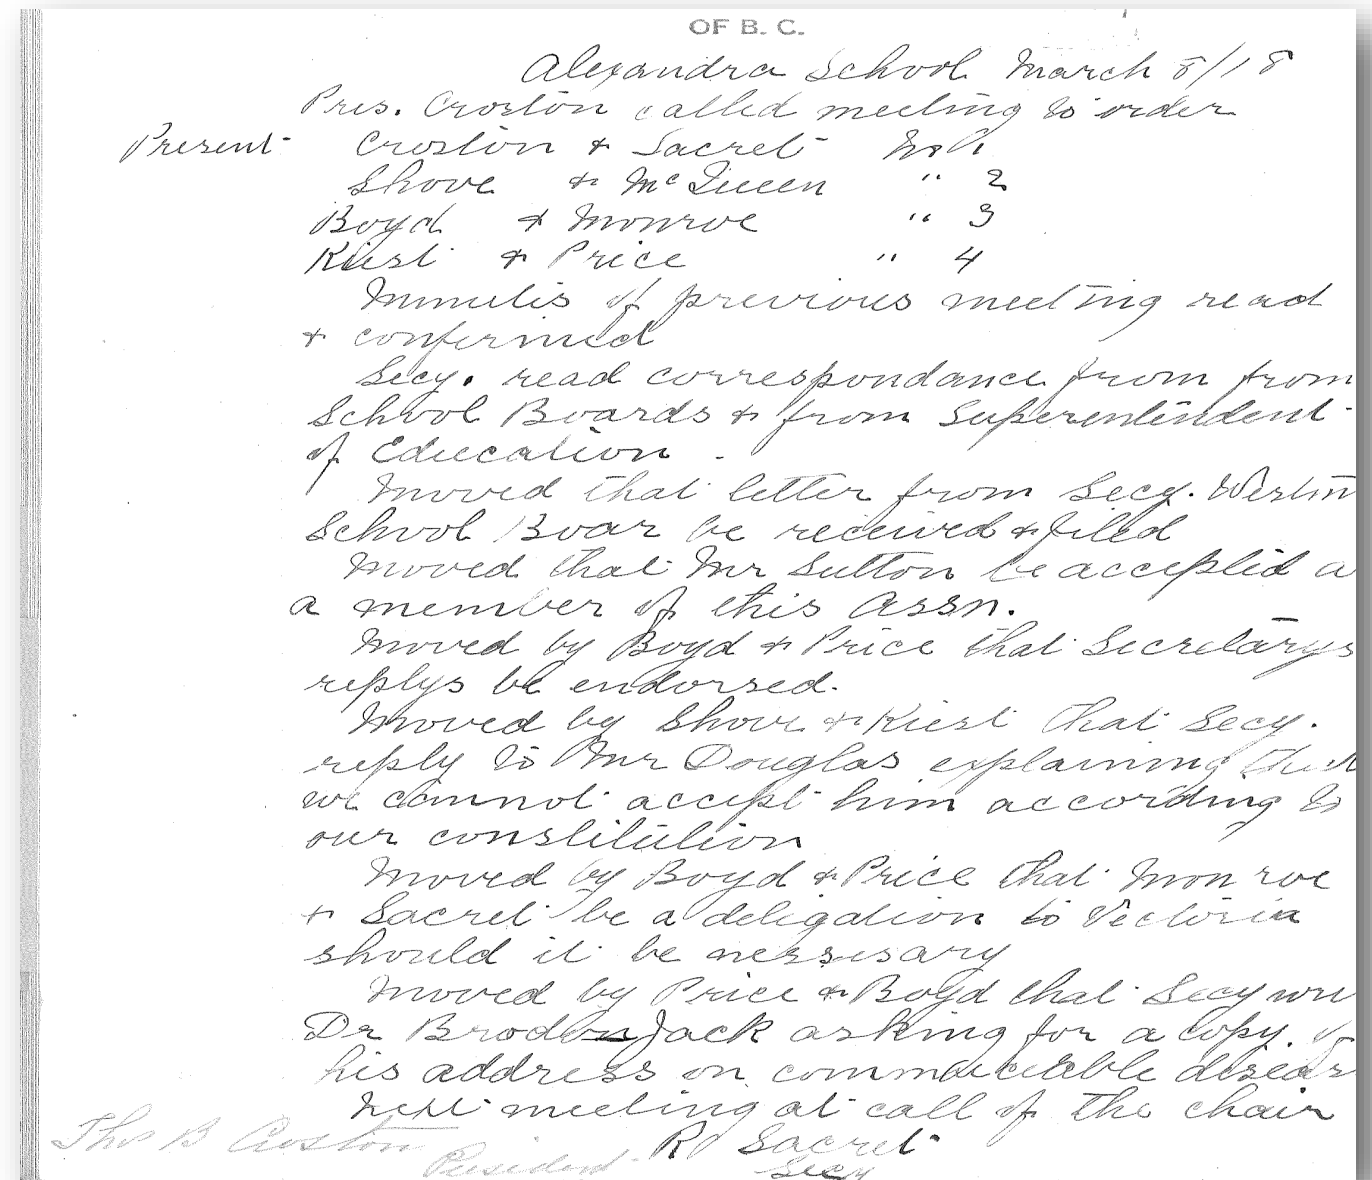 OF B. C.
Alexandra School March 8/18
Pres. Croston called meeting to order
Present Croston & Sacret No 1
Shove & McQueen " 2
Boyd & Monroe " 3
Kiest & Price " 4
Minutes of previous meeting read
& confirmed
Secy. read correspondance from from
School Boards & from Superentendent
of Education.
Moved that letter from Secy.
School Boar be received & filed
Moved that Mr Sutton be accepted a
a member of this Assn.
Moved by Boyd & Price that Secretarys
replys be endorsed.
Moved by Shove & Kiest that Secy.
reply to Mr Douglas explaining that
we cannot accept him according to
our constitution
Moved by Boyd & Price that Monroe
& Sacret be a deligation to Victoria
should it be nessisary
Moved by Price & Boyd that Secy wri
Dr Jack asking for a copy. of
his address on diseas
Next meeting at call of the chair
Thos B Croston President R Sacret
Secy